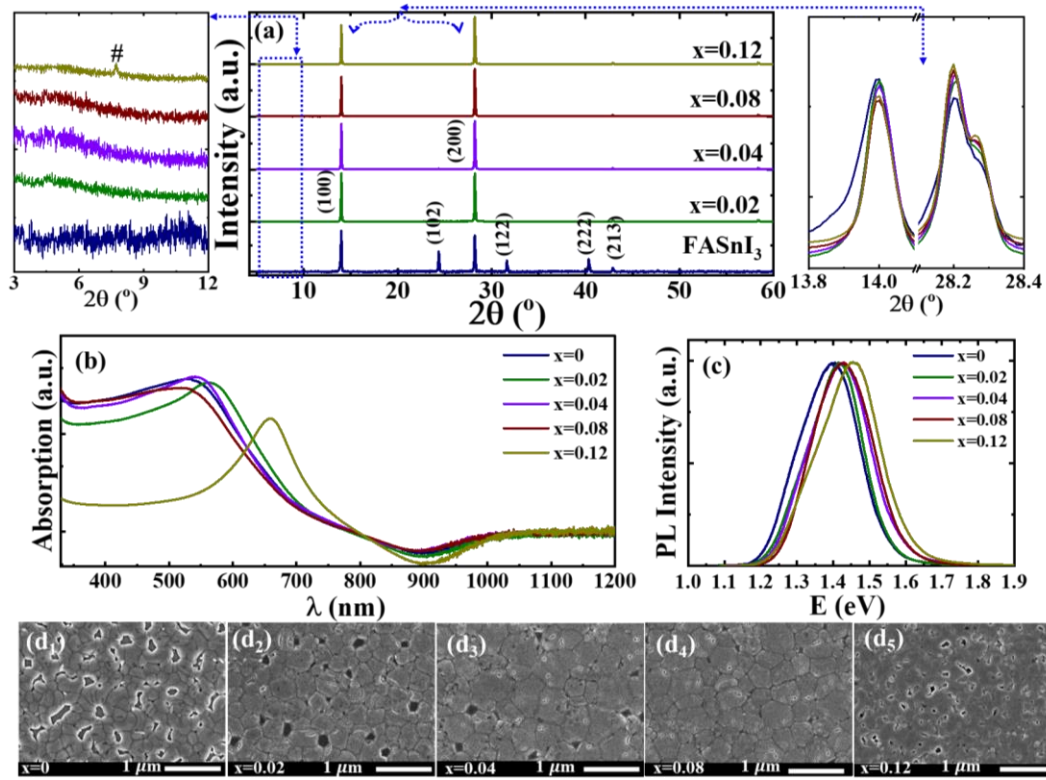 #
3 6 9 12
2θ (º)
Intensity (a.u.)
(a)
x=0.12
x=0.08
x=0.04
x=0.02
FASnI3
(100)
(200)
(102)
(122)
(222)
(213)
10 20 30 40 50 60
2θ (º)
13.8 14.0 28.2 28.4
2θ (º)
Absorption (a.u.)
(b)
x=0
x=0.02
x=0.04
x=0.08
x=0.12
400 500 600 700 800 900 1000 1100 1200
λ (nm)
PL Intensity (a.u.)
(c)
x=0
x=0.02
x=0.04
x=0.08
x=0.12
1.0 1.1 1.2 1.3 1.4 1.5 1.6 1.7 1.8 1.9
E (eV)
(d1)
x=0 1 μm
(d2)
x=0.02 1 μm
(d3)
x=0.04 1 μm
(d4)
x=0.08 1 μm
(d5)
x=0.12 1 μm